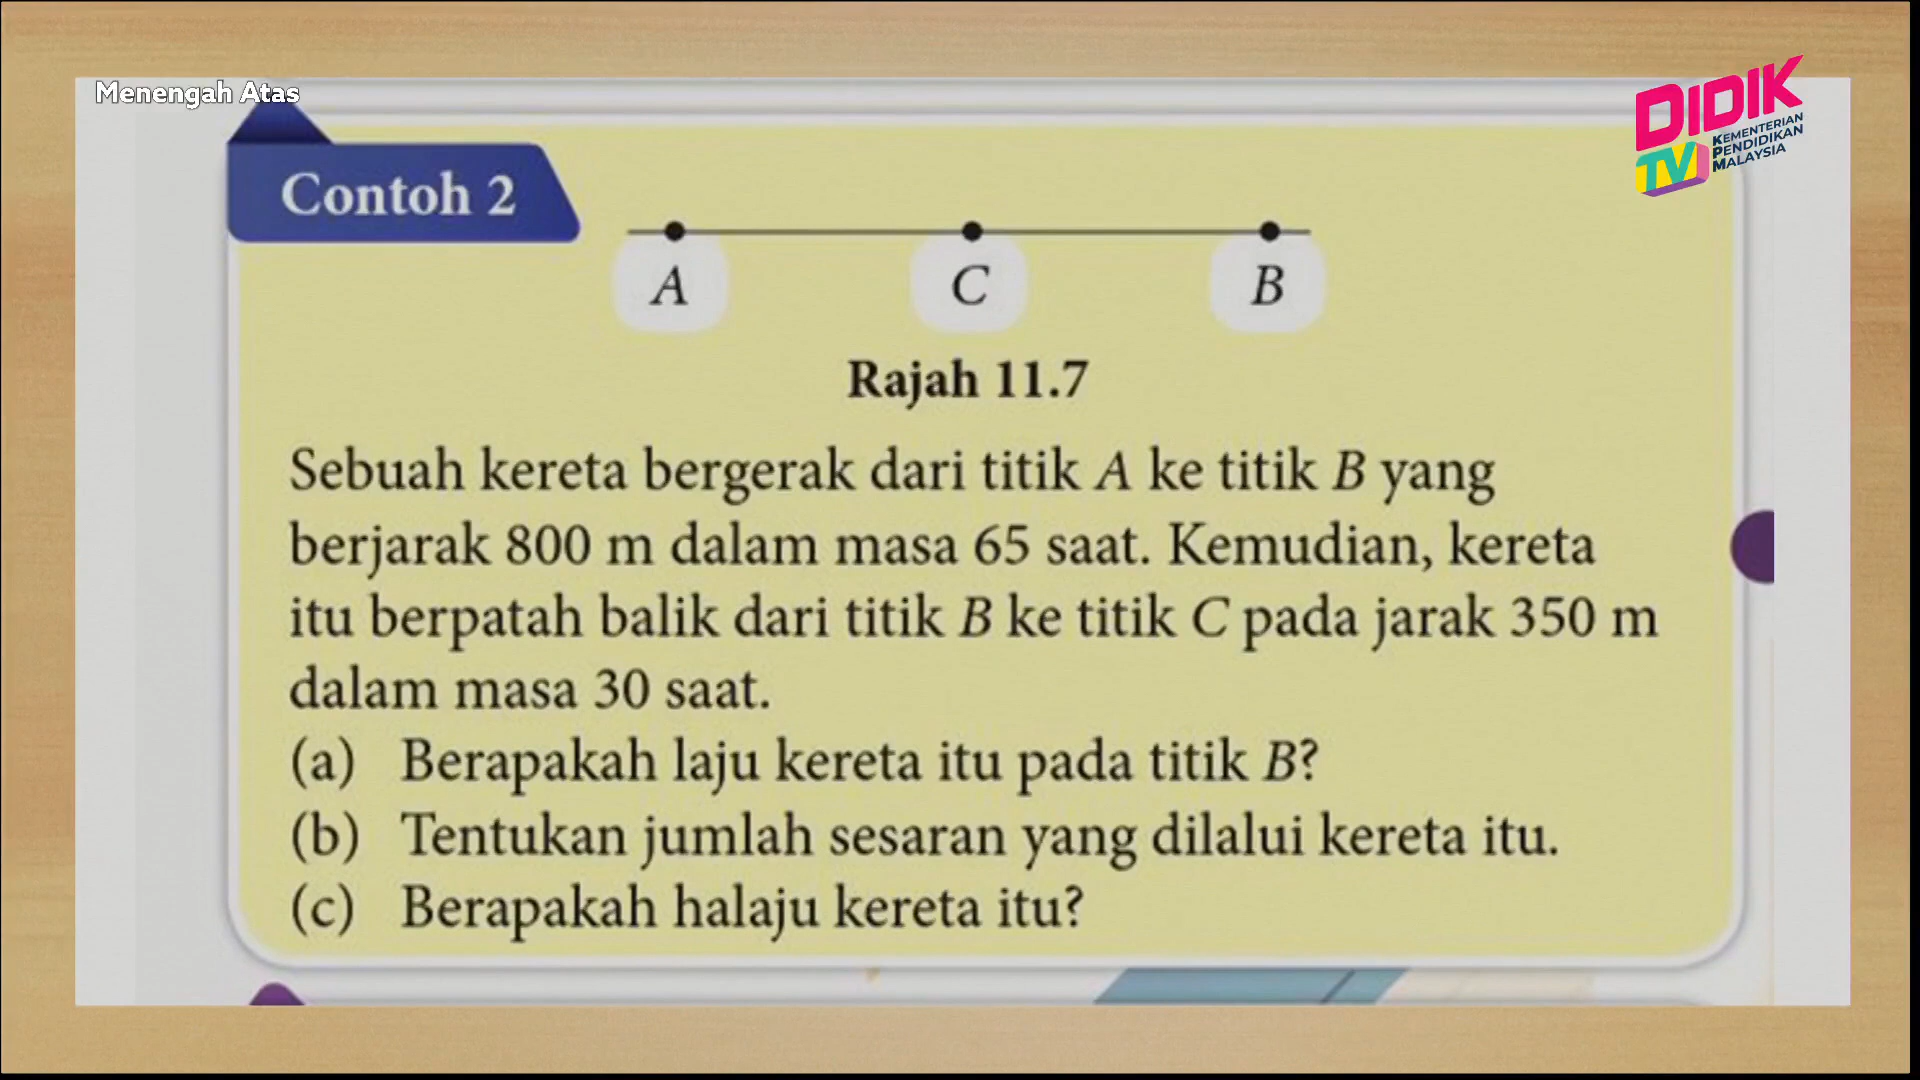 Menengah Atas
DIDIK
TV
KEMENTERIAN
PENDIDIKAN
MALAYSIA
Contoh 2
A C B
Rajah 11.7
Sebuah kereta bergerak dari titik A ke titik B yang
berjarak 800 m dalam masa 65 saat. Kemudian, kereta
itu berpatah balik dari titik B ke titik C pada jarak 350 m
dalam masa 30 saat.
(a) Berapakah laju kereta itu pada titik B?
(b) Tentukan jumlah sesaran yang dilalui kereta itu.
(c) Berapakah halaju kereta itu?